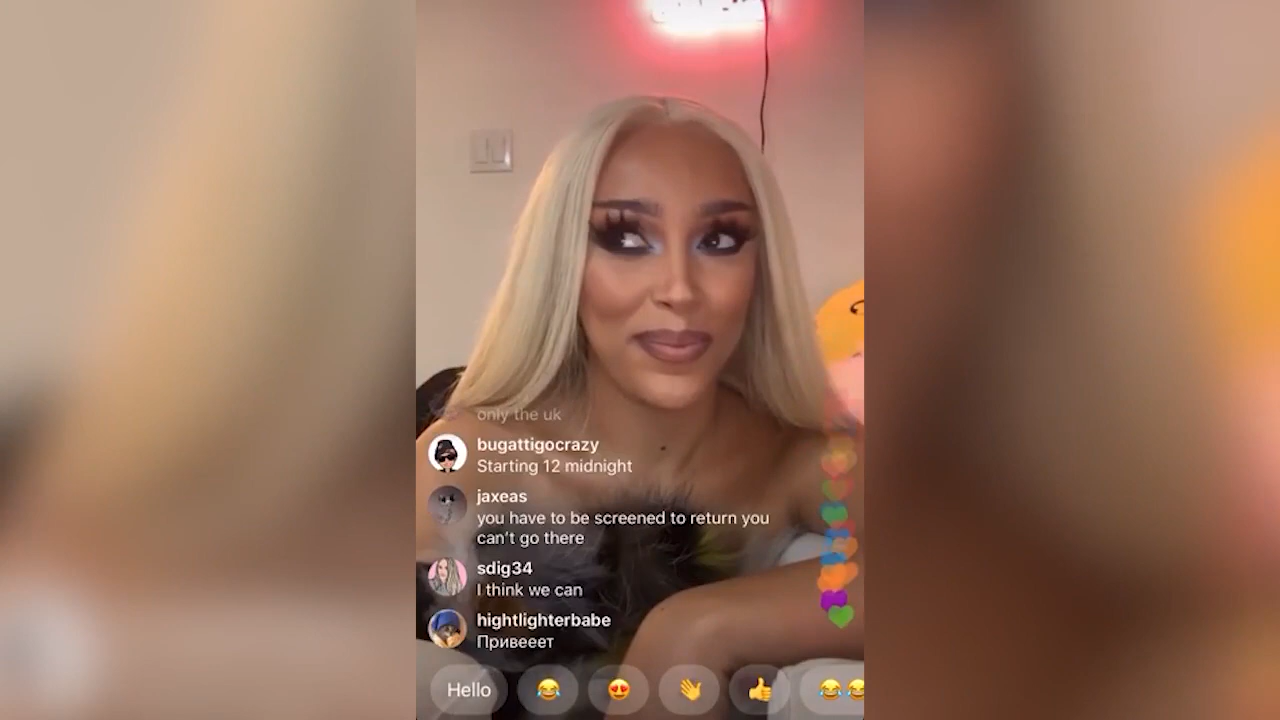 only the uk
bugattigocrazy
Starting 12 midnight
jaxeas
you have to be screened to return you
can't go there
sdig34
I think we can
hightlighterbabe
Привееет
Hello